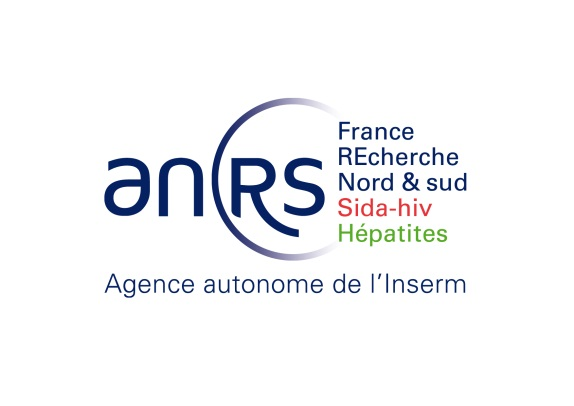 anRS
France
REcherche
Nord & sud
Sida-hiv
Hépatites
Agence autonome de l'Inserm